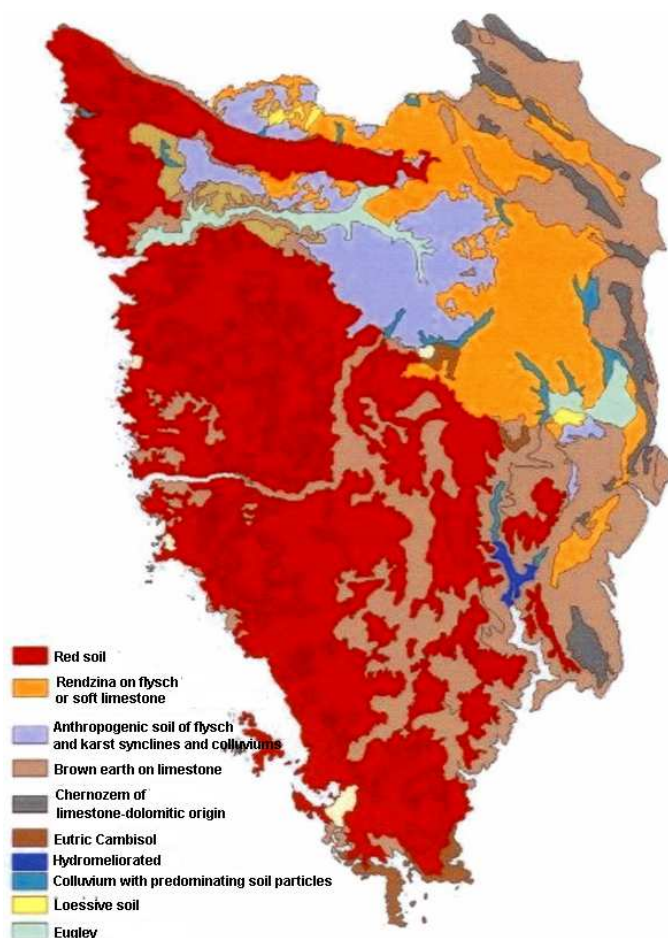 Red soil
Rendzina on flysch
or soft limestone
Anthropogenic soil of flysch
and karst synclines and colluviums
Brown earth on limestone
Chernozem of
limestone-dolomitic origin
Eutric Cambisol
Hydromeliorated
Colluvium with predominating soil particles
Loessive soil
Eugley